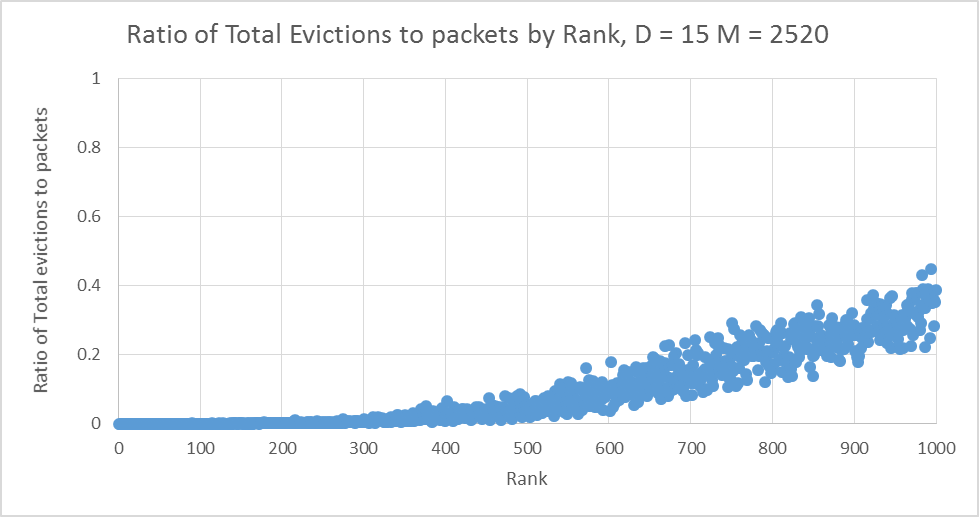 Ratio of Total Evictions to packets by Rank, D = 15 M = 2520
Ratio of Total evictions to packets
1
0.8
0.6
0.4
0.2
0
0 100 200 300 400 500 600 700 800 900 1000
Rank